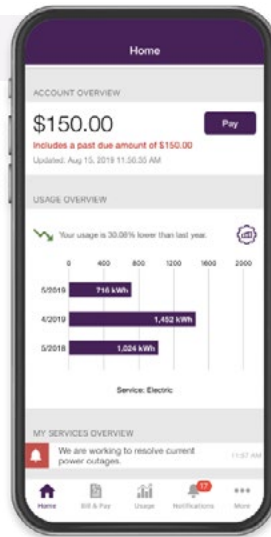 Home
ACCOUNT OVERVIEW
$150.00
Pay
Includes a past due amount of $150.00
Updated: Aug 15, 2019 11:56:35 AM
USAGE OVERVIEW
Your usage is 30.08% lower than last year.
0 400 800 1200 1600 2000
5/2019 716 kWh
4/2019 1,452 kWh
5/2018 1,024 kWh
Service: Electric
MY SERVICES OVERVIEW
We are working to resolve current
power outages.
11:57 AM
17
Home Bill & Pay Usage Notifications More